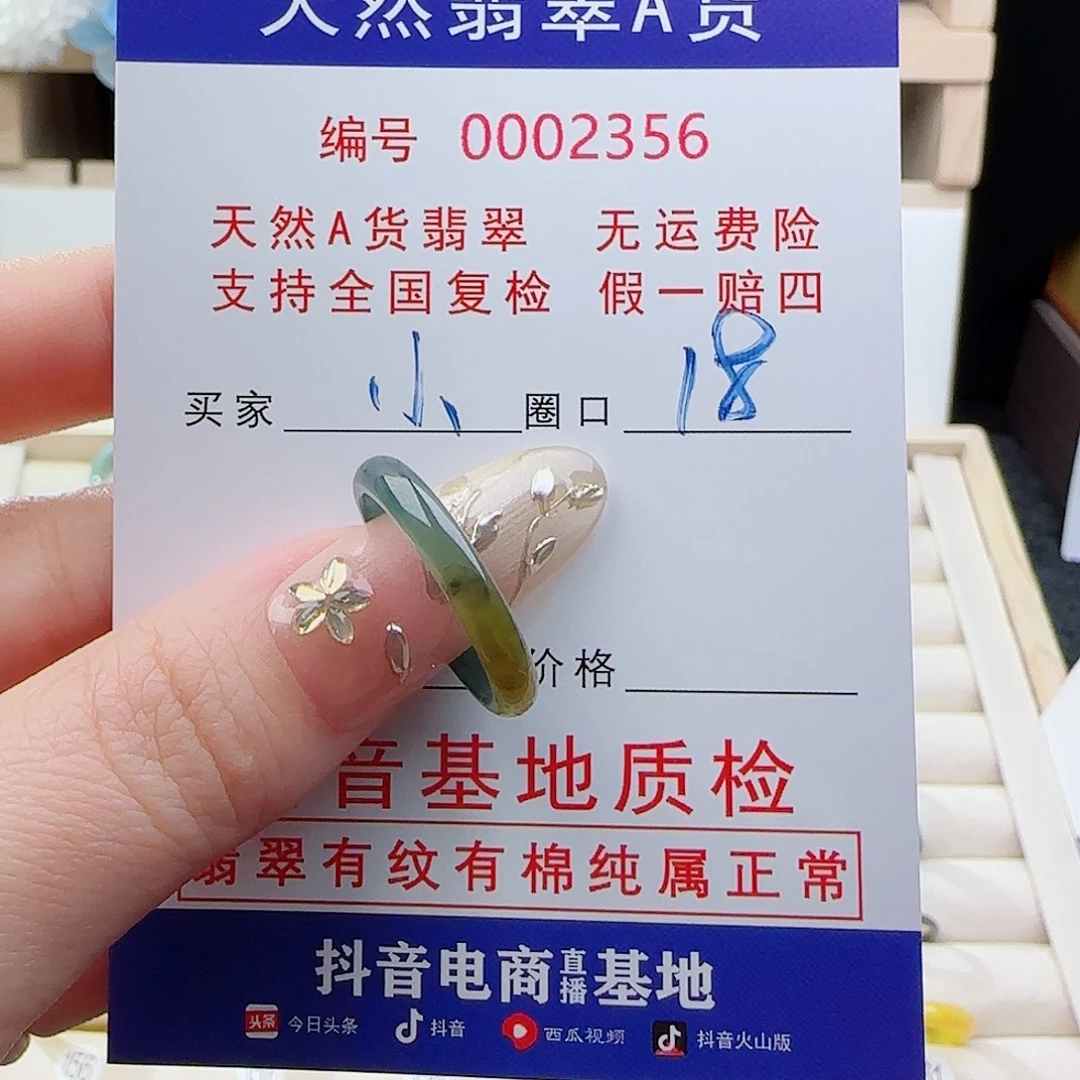 天然翡翠A货
编号 0002356
天然A货翡翠 无运费险
支持全国复检 假一赔四
买家 小 圈口 18
价格
音基地质检
翡翠有纹有棉纯属正常
抖音电商直播基地
头条 今日头条 抖音 西瓜视频 抖音火山版